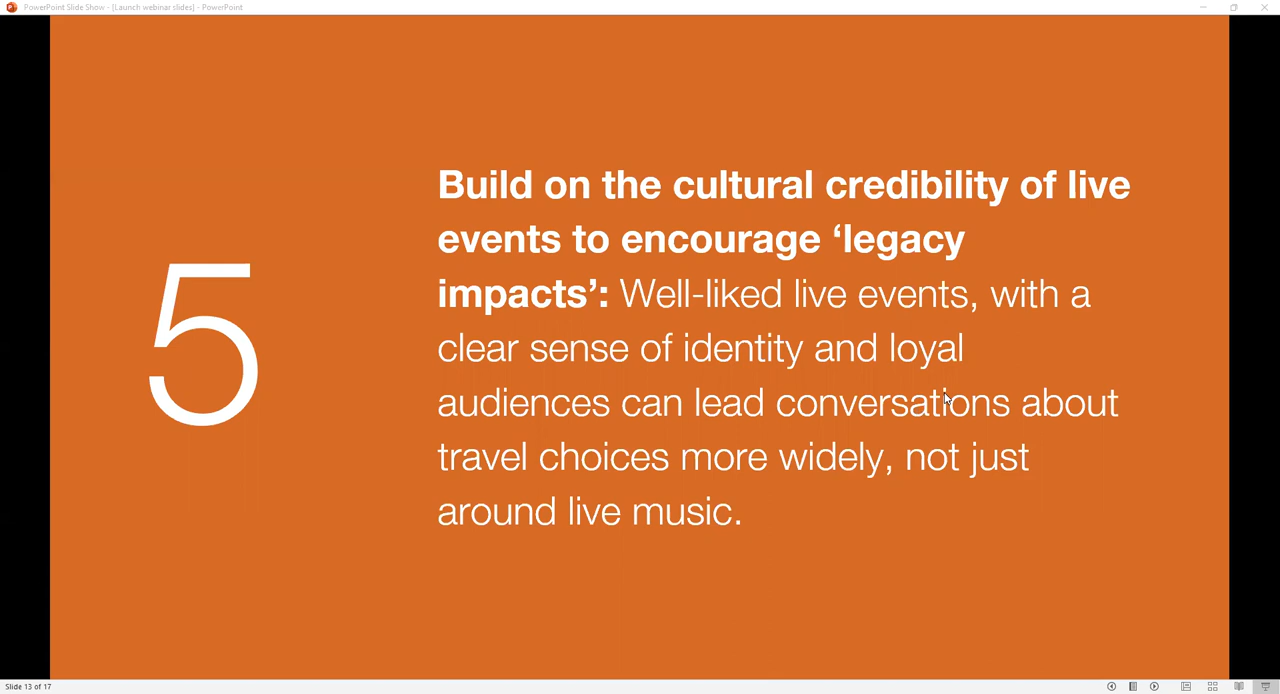 PowerPoint Slide Show - [Launch webinar slides] - PowerPoint
5
Build on the cultural credibility of live
events to encourage ‘legacy
impacts’: Well-liked live events, with a
clear sense of identity and loyal
audiences can lead conversations about
travel choices more widely, not just
around live music.
Slide 13 of 17